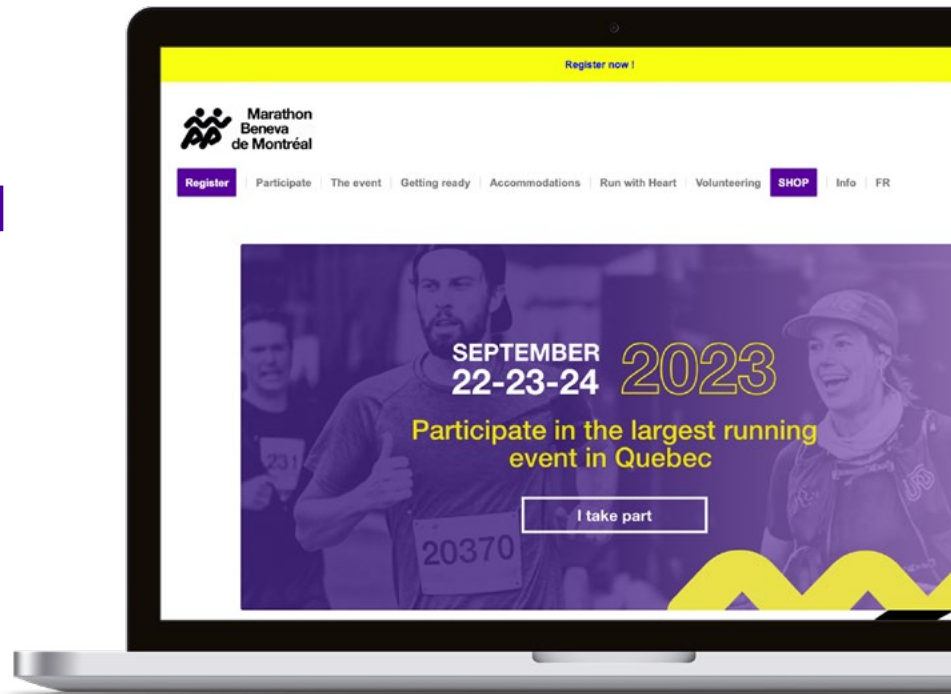 Register now !
Marathon
Beneva
de Montréal
Register Participate The event Getting ready Accommodations Run with Heart Volunteering SHOP Info FR
SEPTEMBER
22-23-24 2023
Participate in the largest running
event in Quebec
I take part
231
20370